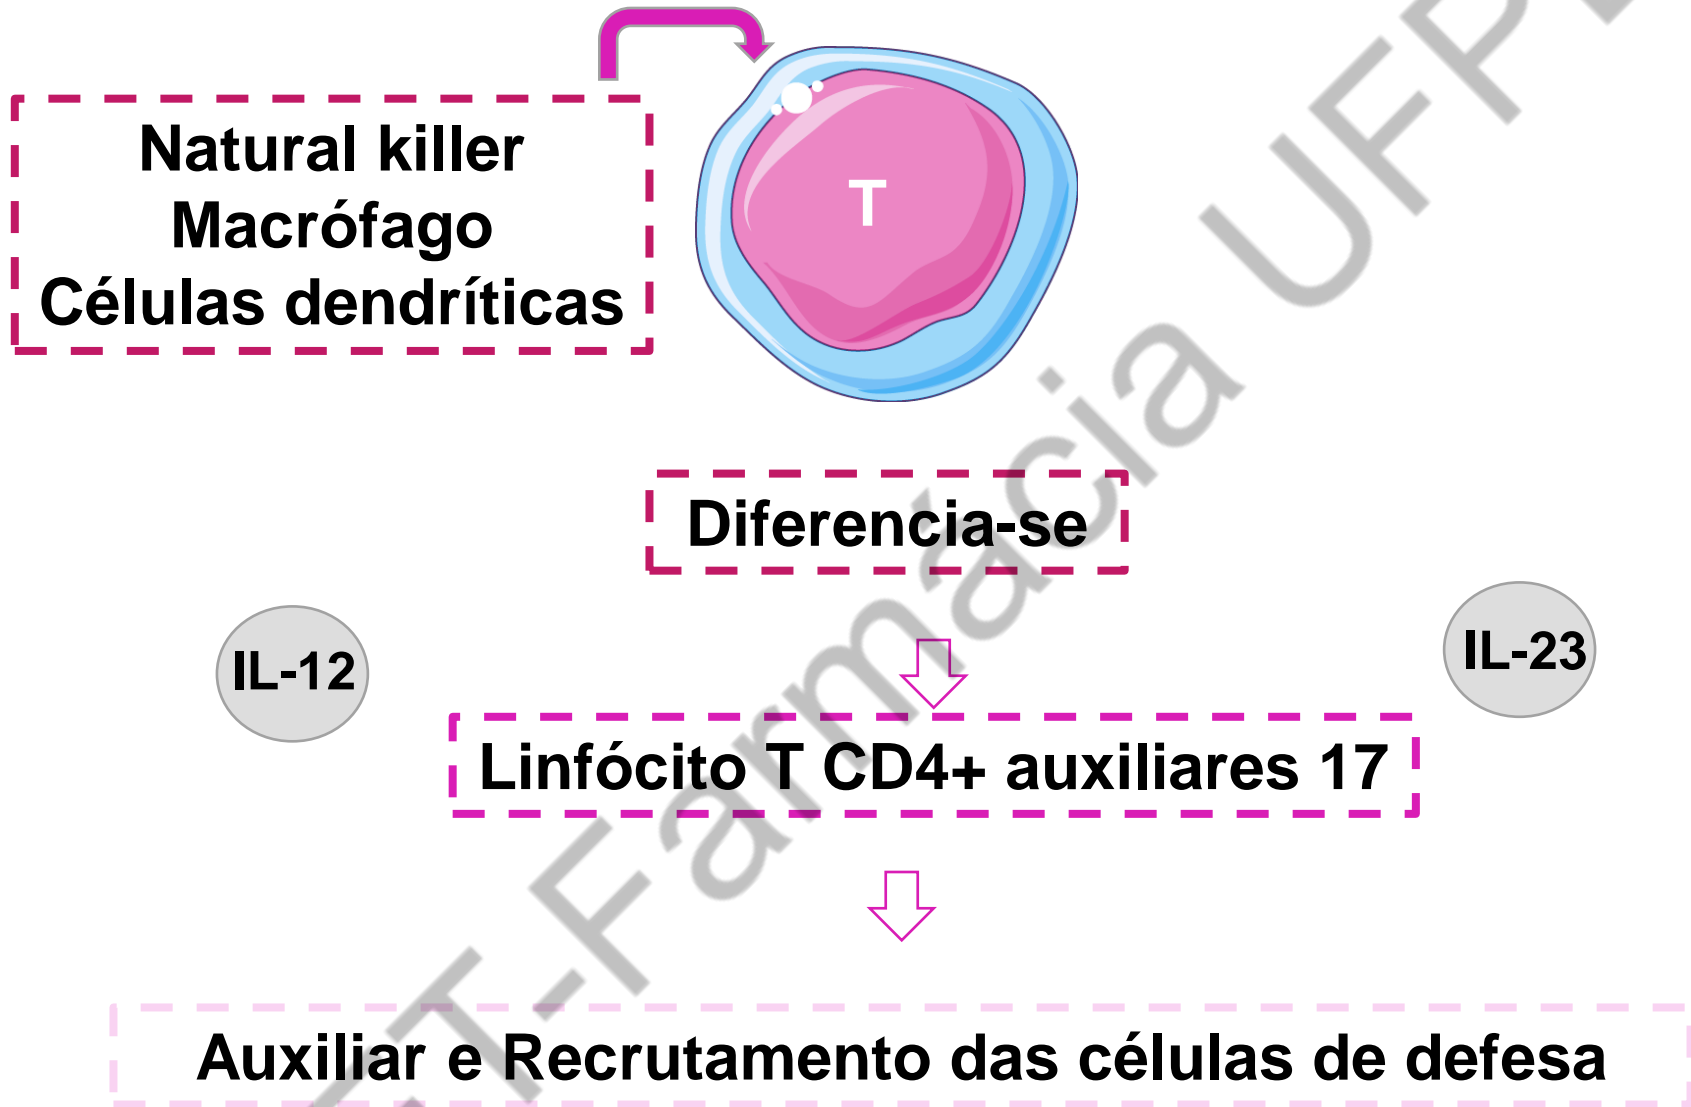 Natural killer
Macrófago
Células dendríticas
T
Diferencia-se
IL-12
IL-23
Linfócito T CD4+ auxiliares 17
Auxiliar e Recrutamento das células de defesa
T-Farmácia UFP